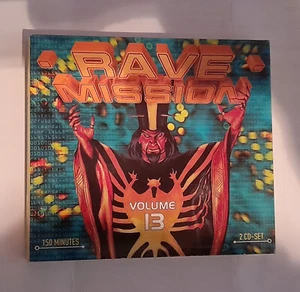 RAVE
MISSION
VOLUME
13
150 MINUTES
2 CD-SET